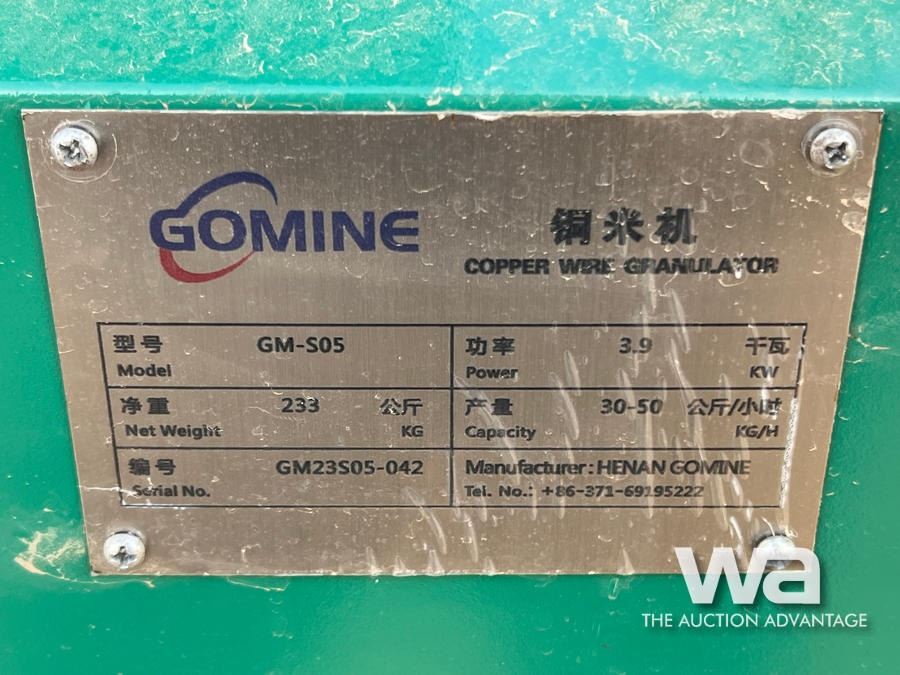 GOMINE
铜米机
COPPER WIRE GRANULATOR
型号 GM-S05
Model
功率 3.9 千瓦
Power KW
净重 233 公斤
Net Weight KG
产量 30-50 公斤/小时
Capacity KG/H
编号 GM23S05-042
Serial No.
Manufacturer: HENAN GOMINE
Tel. No.: +86-371-69195222
wa
THE AUCTION ADVANTAGE